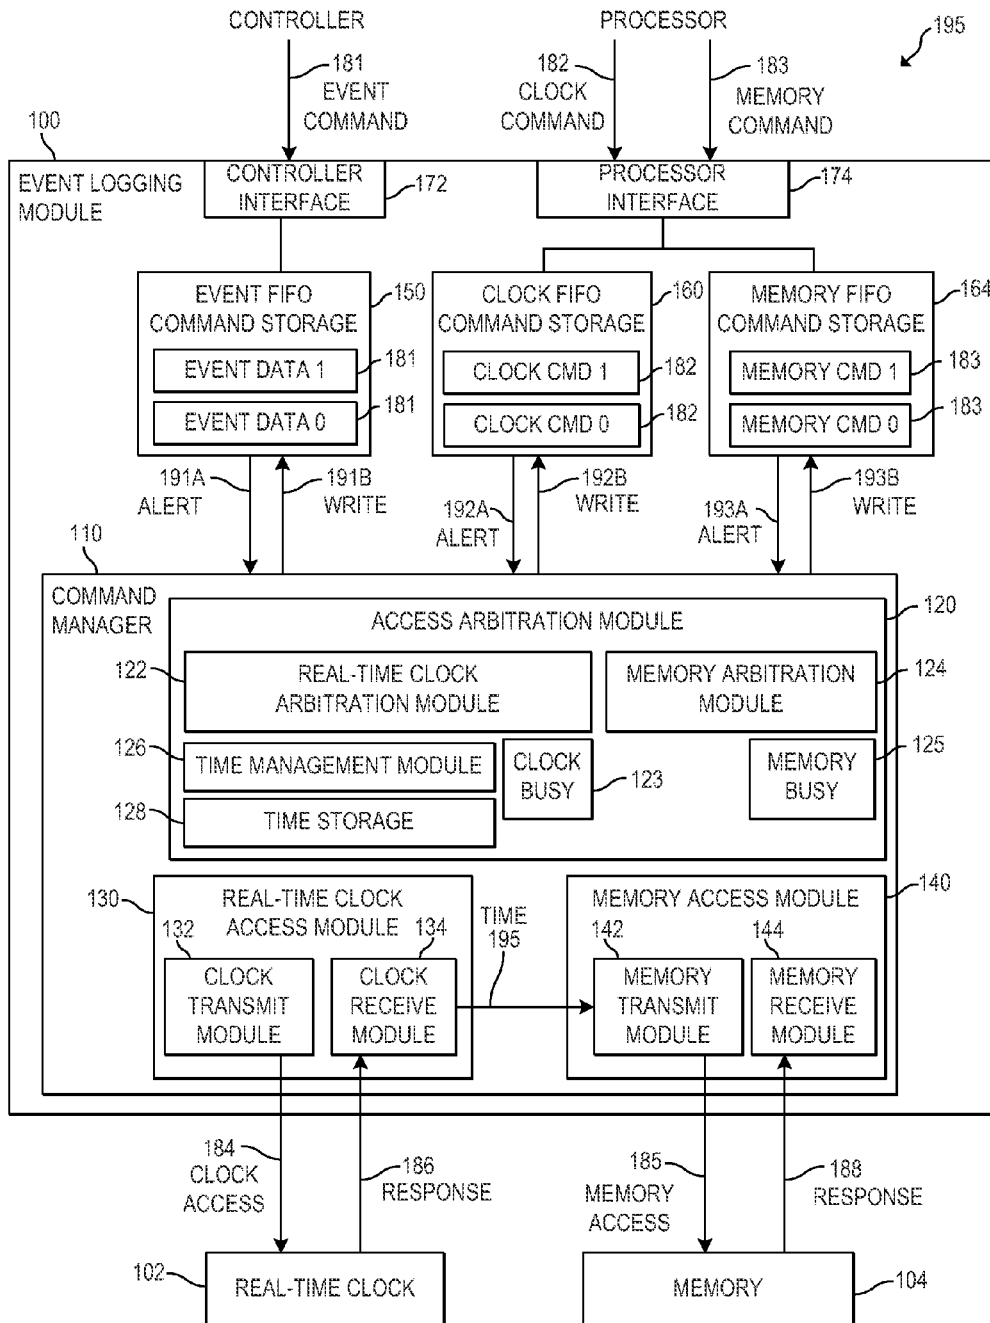 CONTROLLER
PROCESSOR
195
181
EVENT
COMMAND
182
CLOCK
COMMAND
183
MEMORY
COMMAND
100
EVENT LOGGING
MODULE
CONTROLLER
INTERFACE
172
PROCESSOR
INTERFACE
174
EVENT FIFO
COMMAND STORAGE
150
EVENT DATA 1
181
EVENT DATA 0
181
CLOCK FIFO
COMMAND STORAGE
160
CLOCK CMD 1
182
CLOCK CMD 0
182
MEMORY FIFO
COMMAND STORAGE
164
MEMORY CMD 1
183
MEMORY CMD 0
183
191A
ALERT
191B
WRITE
192A
ALERT
192B
WRITE
193A
ALERT
193B
WRITE
110
COMMAND
MANAGER
ACCESS ARBITRATION MODULE
120
122
REAL-TIME CLOCK
ARBITRATION MODULE
MEMORY ARBITRATION
MODULE
124
126
TIME MANAGEMENT MODULE
CLOCK
BUSY
123
MEMORY
BUSY
125
128
TIME STORAGE
130
REAL-TIME CLOCK
ACCESS MODULE
132
CLOCK
TRANSMIT
MODULE
134
CLOCK
RECEIVE
MODULE
TIME
195
MEMORY ACCESS MODULE
140
142
MEMORY
TRANSMIT
MODULE
144
MEMORY
RECEIVE
MODULE
184
CLOCK
ACCESS
186
RESPONSE
185
MEMORY
ACCESS
188
RESPONSE
102
REAL-TIME CLOCK
MEMORY
104